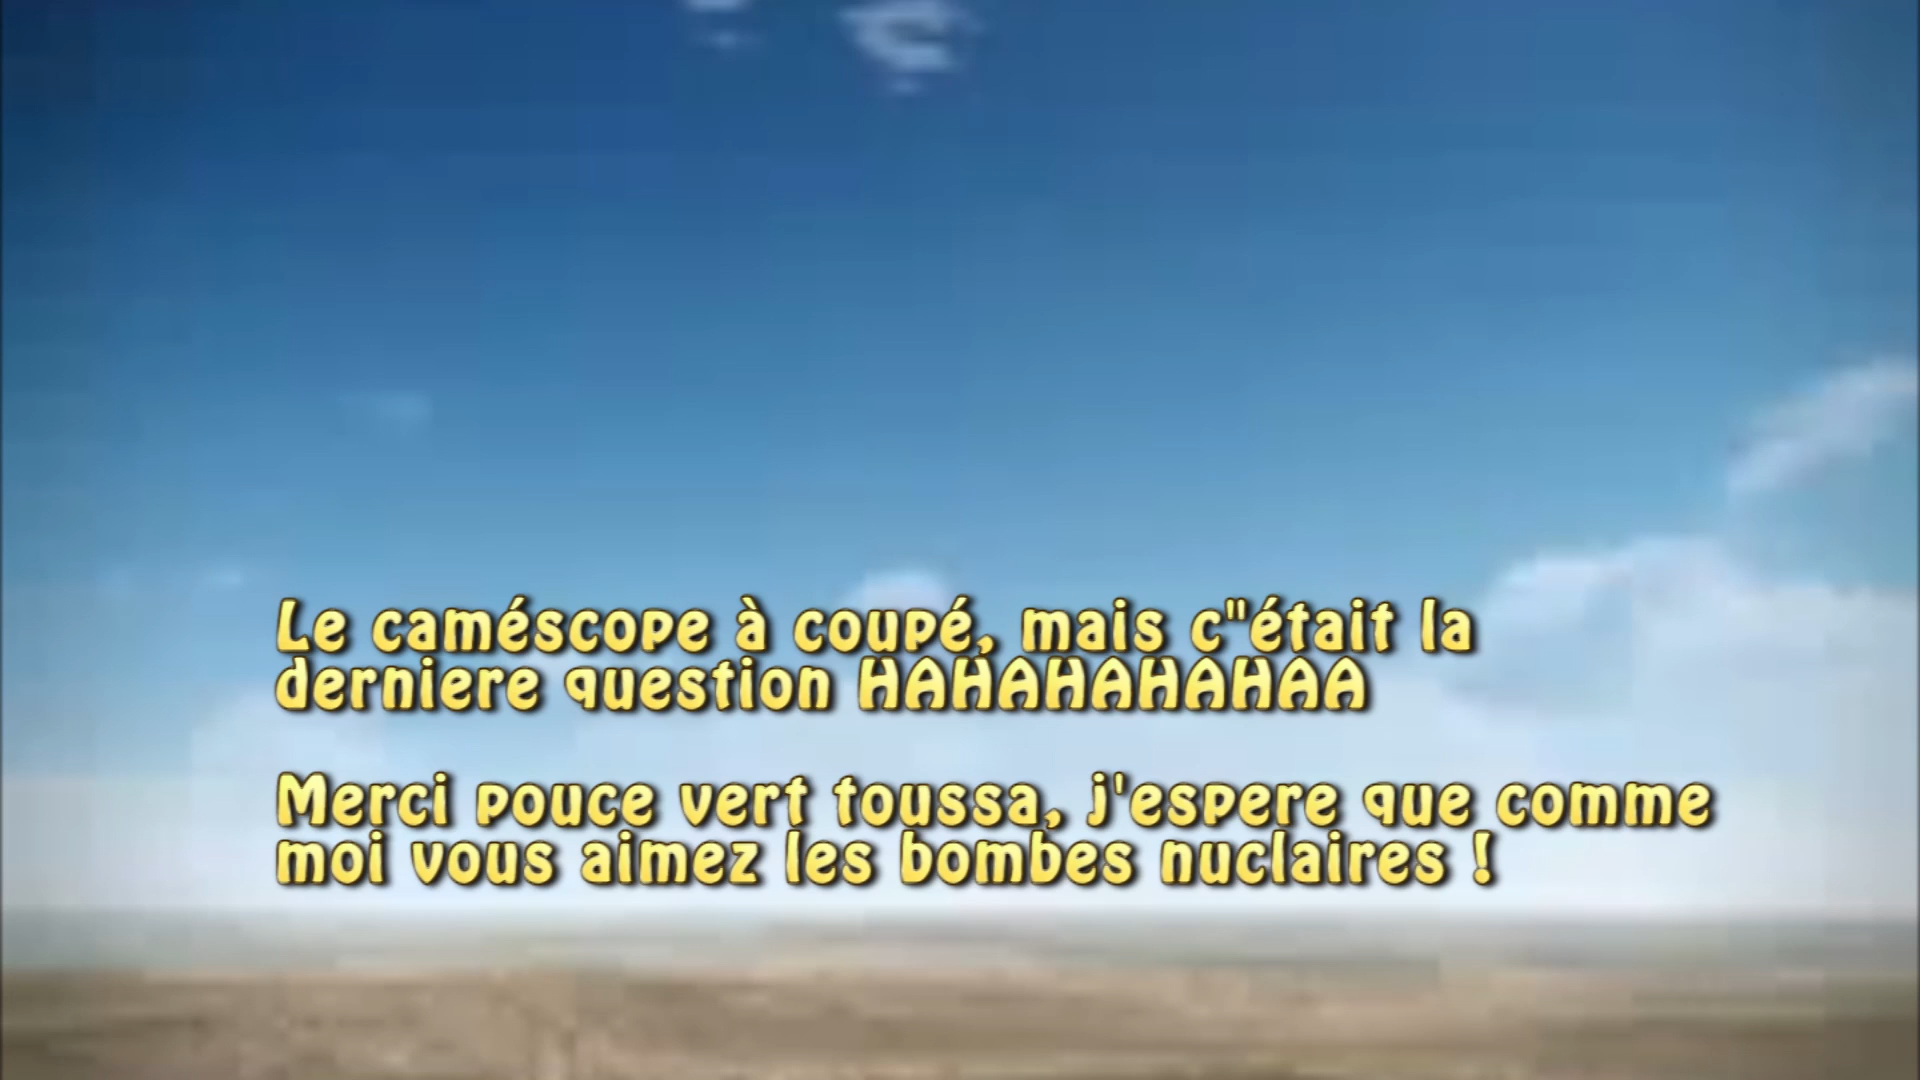 Le caméscope à coupé, mais c"était la
derniere question HAHAHAHAHAA
Merci pouce vert toussa, j'espere que comme
moi vous aimez les bombes nuclaires !